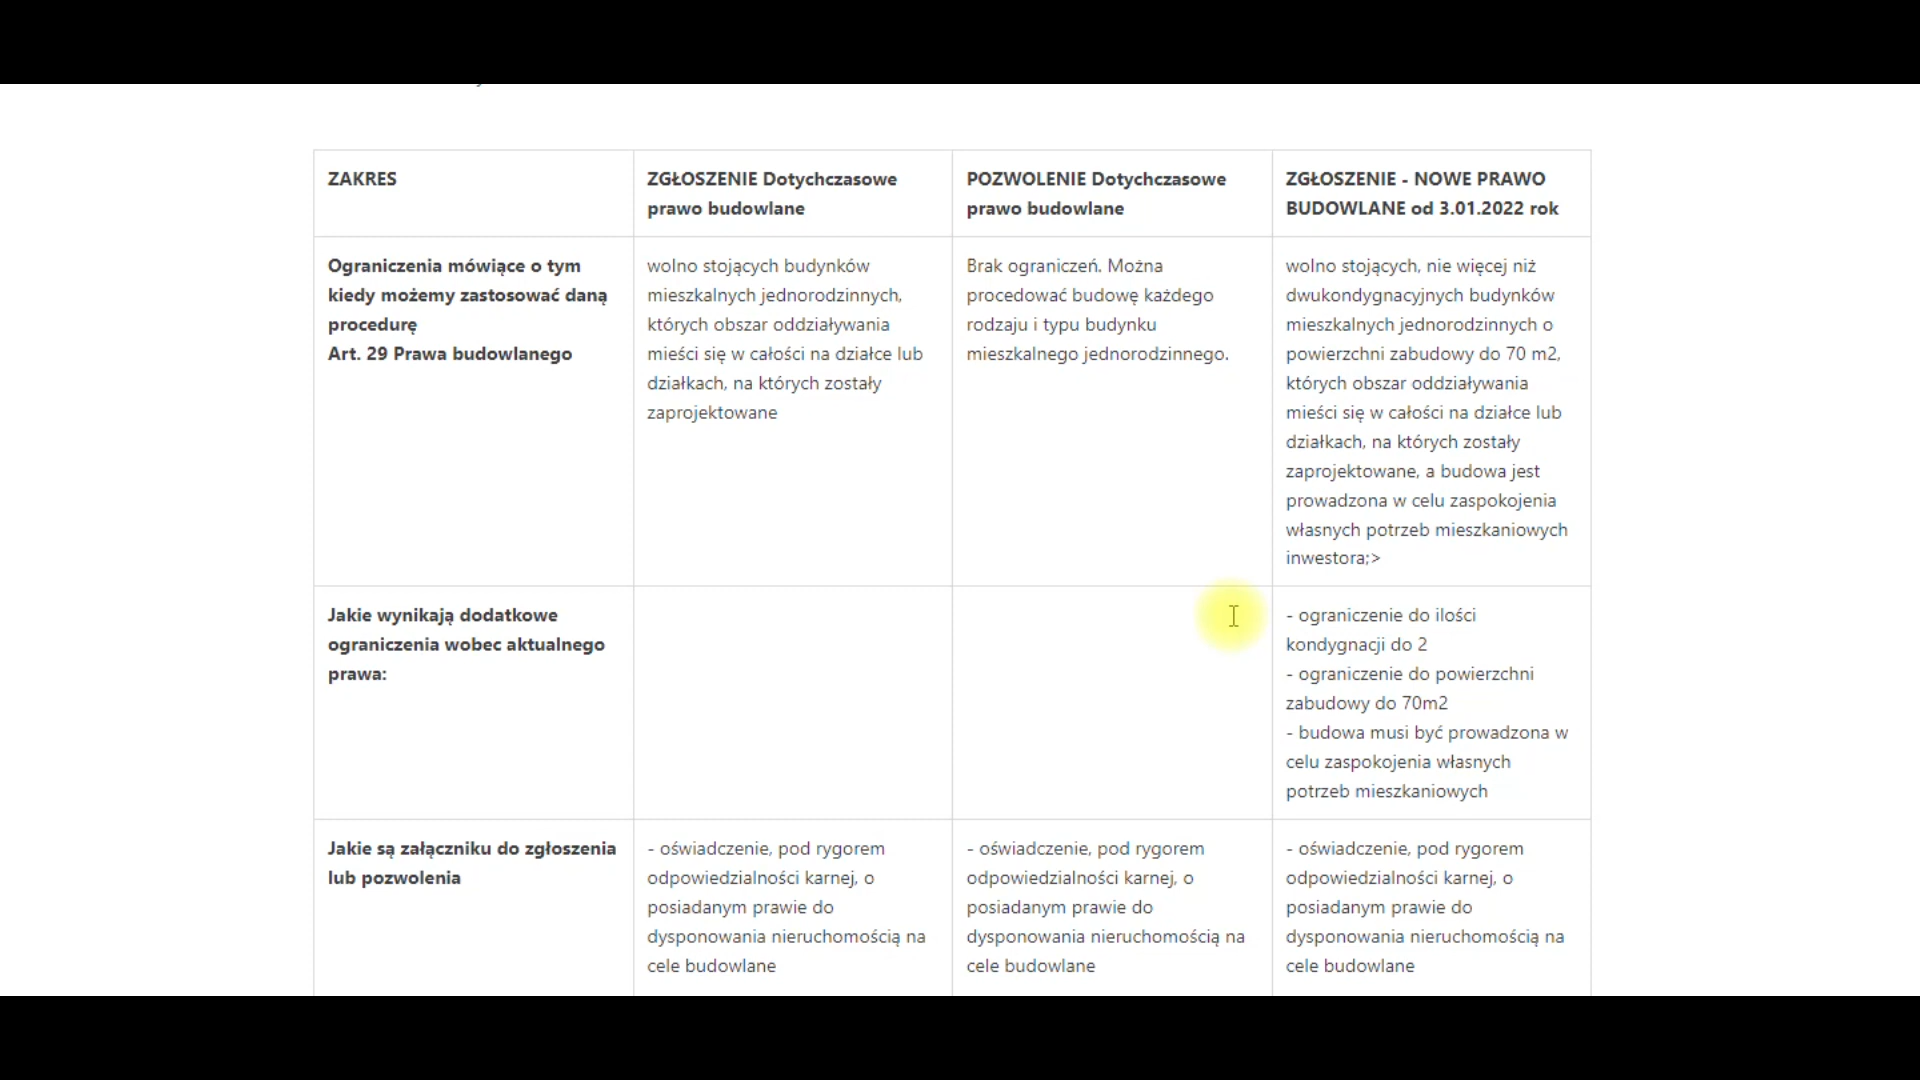 ZAKRES
ZGŁOSZENIE Dotychczasowe
prawo budowlane
POZWOLENIE Dotychczasowe
prawo budowlane
ZGŁOSZENIE - NOWE PRAWO
BUDOWLANE od 3.01.2022 rok
Ograniczenia mówiące o tym
kiedy możemy zastosować daną
procedurę
Art. 29 Prawa budowlanego
wolno stojących budynków
mieszkalnych jednorodzinnych,
których obszar oddziaływania
mieści się w całości na działce lub
działkach, na których zostały
zaprojektowane
Brak ograniczeń. Można
procedować budowę każdego
rodzaju i typu budynku
mieszkalnego jednorodzinnego.
wolno stojących, nie więcej niż
dwukondygnacyjnych budynków
mieszkalnych jednorodzinnych o
powierzchni zabudowy do 70 m2,
których obszar oddziaływania
mieści się w całości na działce lub
działkach, na których zostały
zaprojektowane, a budowa jest
prowadzona w celu zaspokojenia
własnych potrzeb mieszkaniowych
inwestora;>
Jakie wynikają dodatkowe
ograniczenia wobec aktualnego
prawa:
- ograniczenie do ilości
kondygnacji do 2
- ograniczenie do powierzchni
zabudowy do 70m2
- budowa musi być prowadzona w
celu zaspokojenia własnych
potrzeb mieszkaniowych
Jakie są załączniku do zgłoszenia
lub pozwolenia
- oświadczenie, pod rygorem
odpowiedzialności karnej, o
posiadanym prawie do
dysponowania nieruchomością na
cele budowlane
- oświadczenie, pod rygorem
odpowiedzialności karnej, o
posiadanym prawie do
dysponowania nieruchomością na
cele budowlane
- oświadczenie, pod rygorem
odpowiedzialności karnej, o
posiadanym prawie do
dysponowania nieruchomością na
cele budowlane